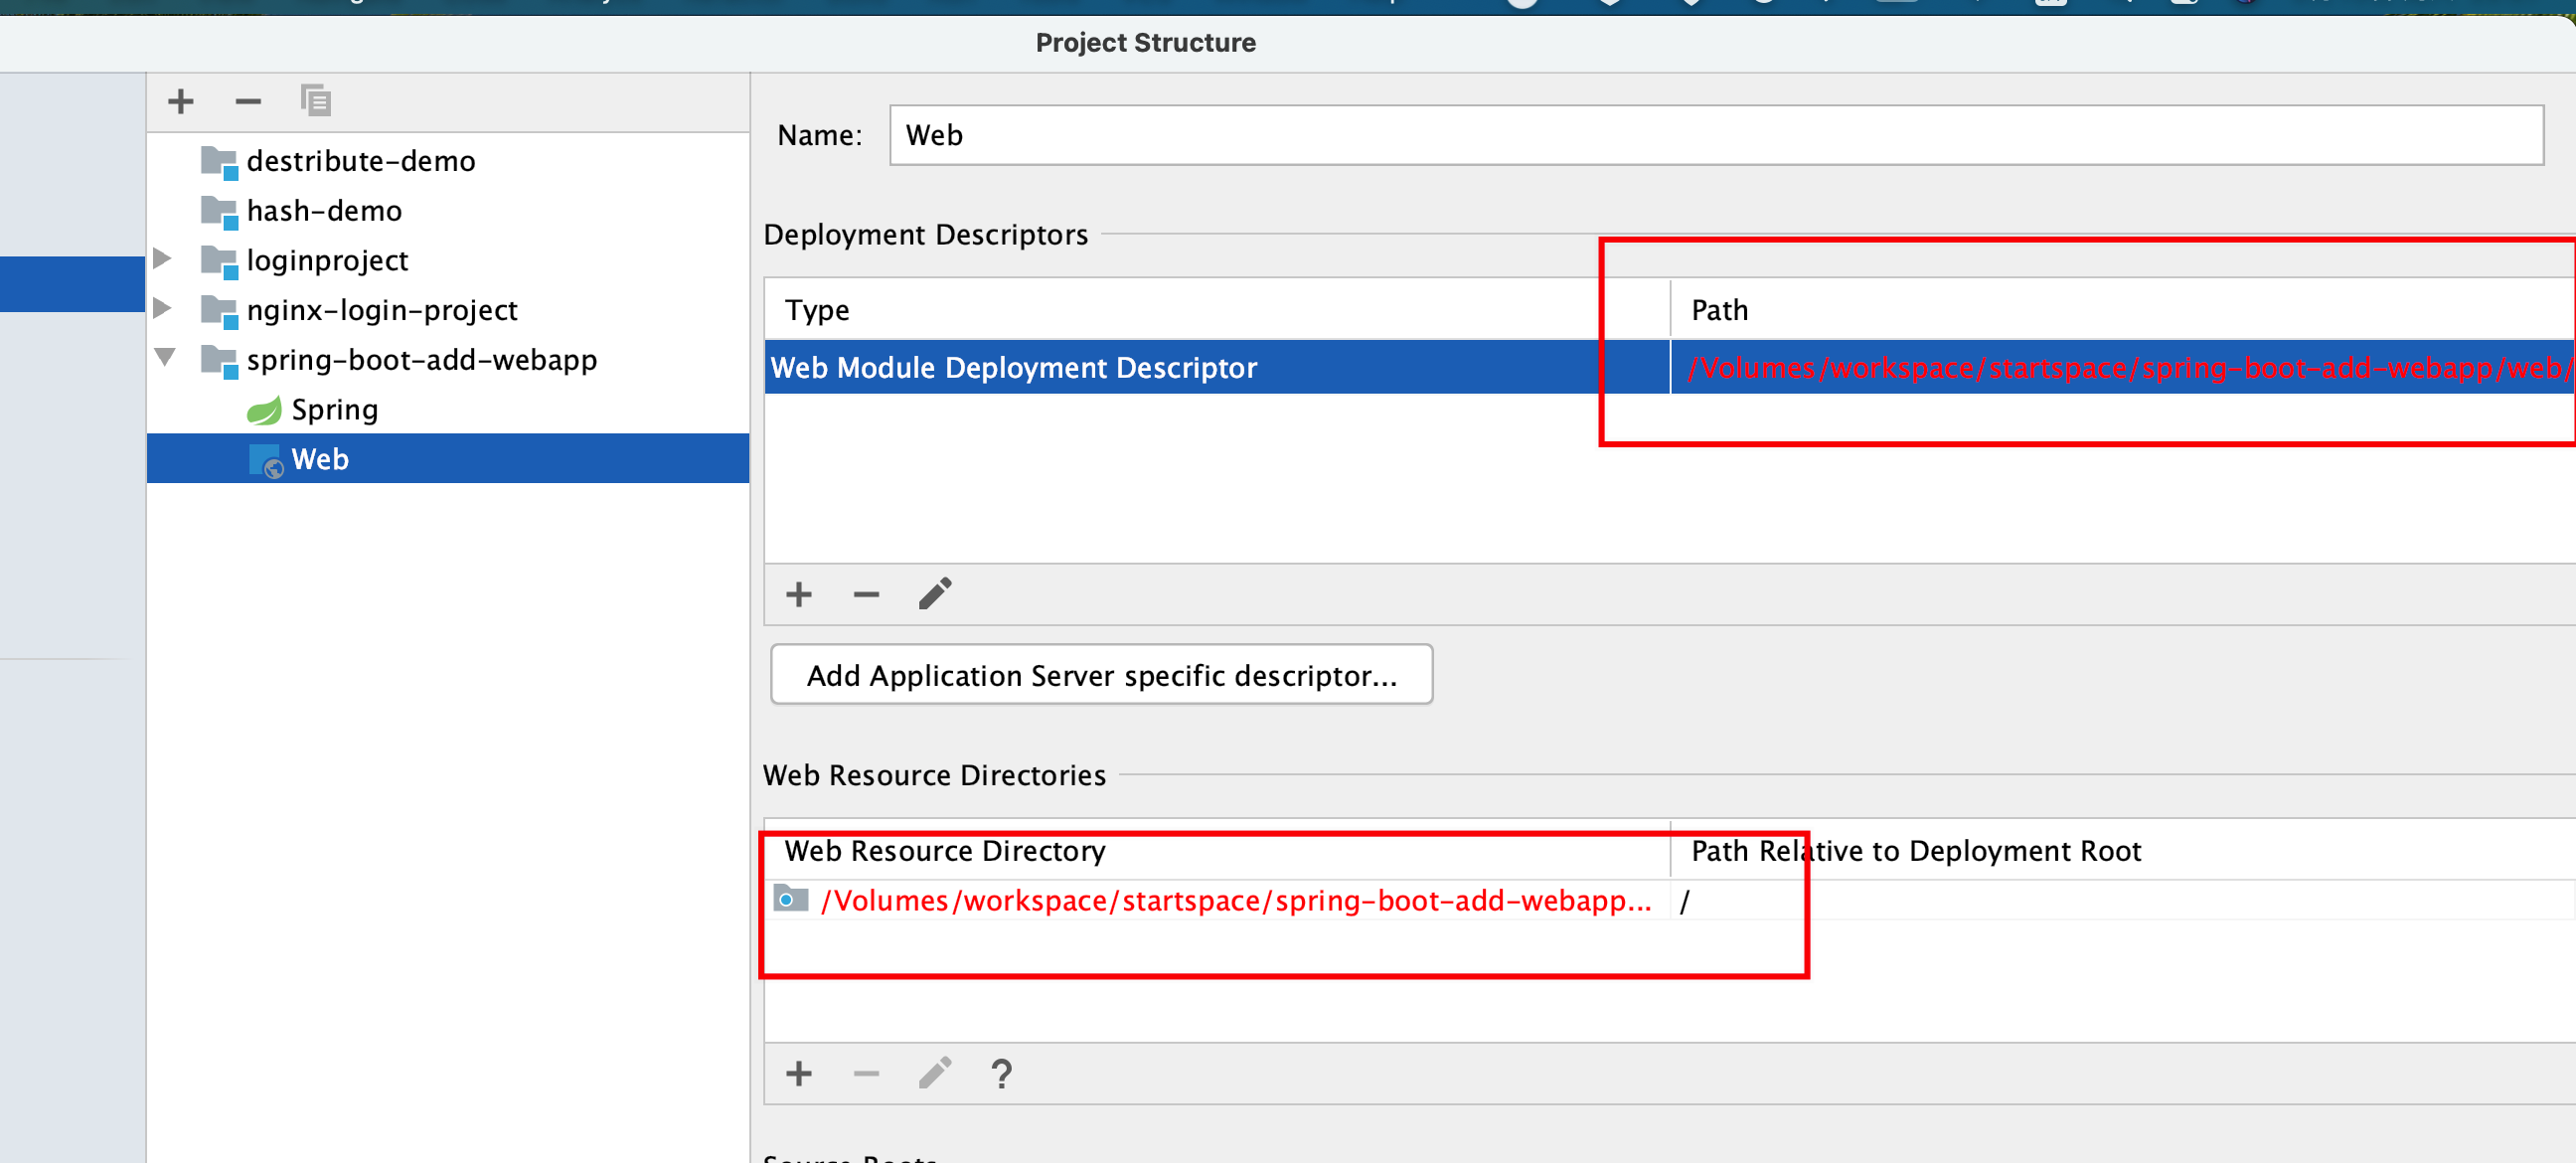 Project Structure
destribute-demo
hash-demo
loginproject
nginx-login-project
spring-boot-add-webapp
Spring
Web
Name: Web
Deployment Descriptors
Type Path
Web Module Deployment Descriptor /Volumes/workspace/startspace/spring-boot-add-webapp/web/
Add Application Server specific descriptor...
Web Resource Directories
Web Resource Directory Path Relative to Deployment Root
/Volumes/workspace/startspace/spring-boot-add-webapp... /
?
Source Roots